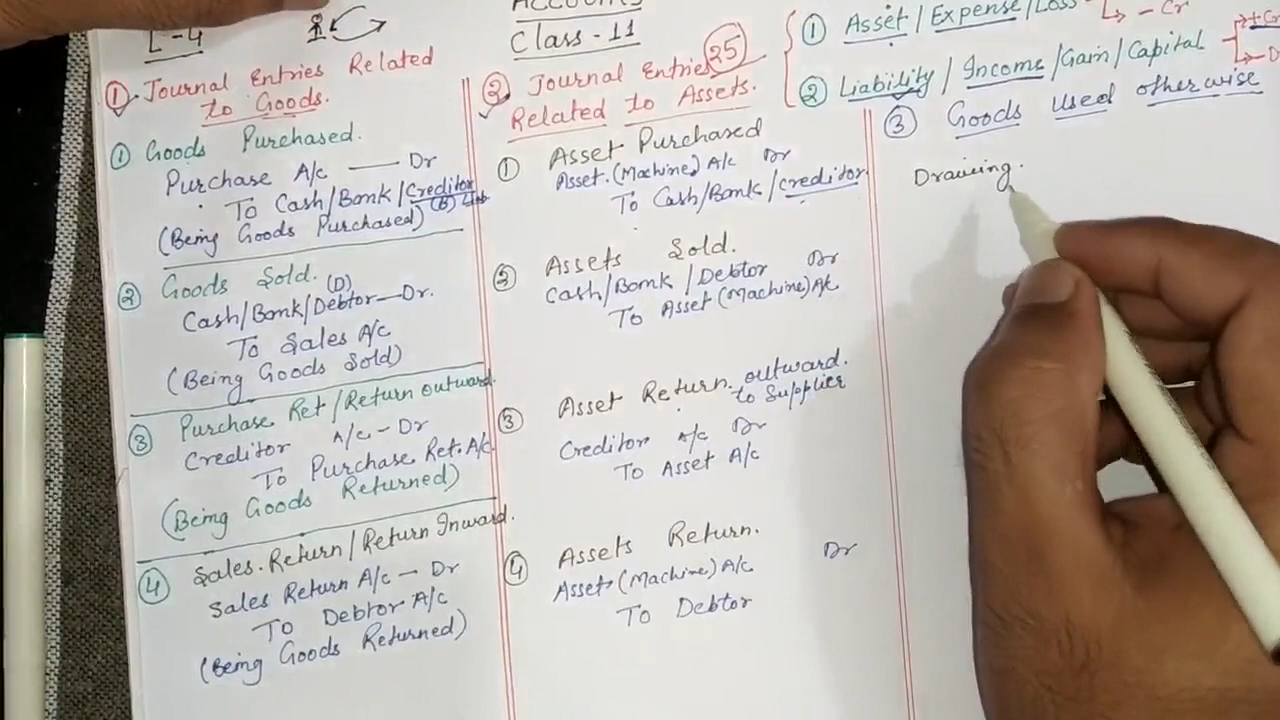 L-4
Accounts
Class-11
25
① Journal Entries Related
to Goods.
① Goods Purchased.
Purchase A/c —— Dr
To Cash/Bank/Creditor
(Being Goods Purchased)
② Goods Sold.
(D)
Cash/Bank/Debtor—Dr.
To Sales A/c
(Being Goods Sold)
③ Purchase Ret/Return outward.
Creditor A/c - Dr
To Purchase Ret. A/c
(Being Goods Returned)
④ Sales. Return/Return Inward.
Sales Return A/c - Dr
To Debtor A/c
(Being Goods Returned)
② Journal Entries
Related to Assets.
① Asset Purchased
Asset.(Machine) A/c Dr
To Cash/Bank/creditor.
② Assets Sold.
Cash/Bank/Debtor Dr
To Asset (Machine) A/c
③ Asset Return. outward.
to Supplier
Creditor A/c Dr
To Asset A/c
④ Assets Return.
Asset (Machine) A/c Dr
To Debtor
① Asset/Expense/Loss
- Cr
② Liability/Incoms/Gain/Capital
③ Goods used otherwise
Drawing.